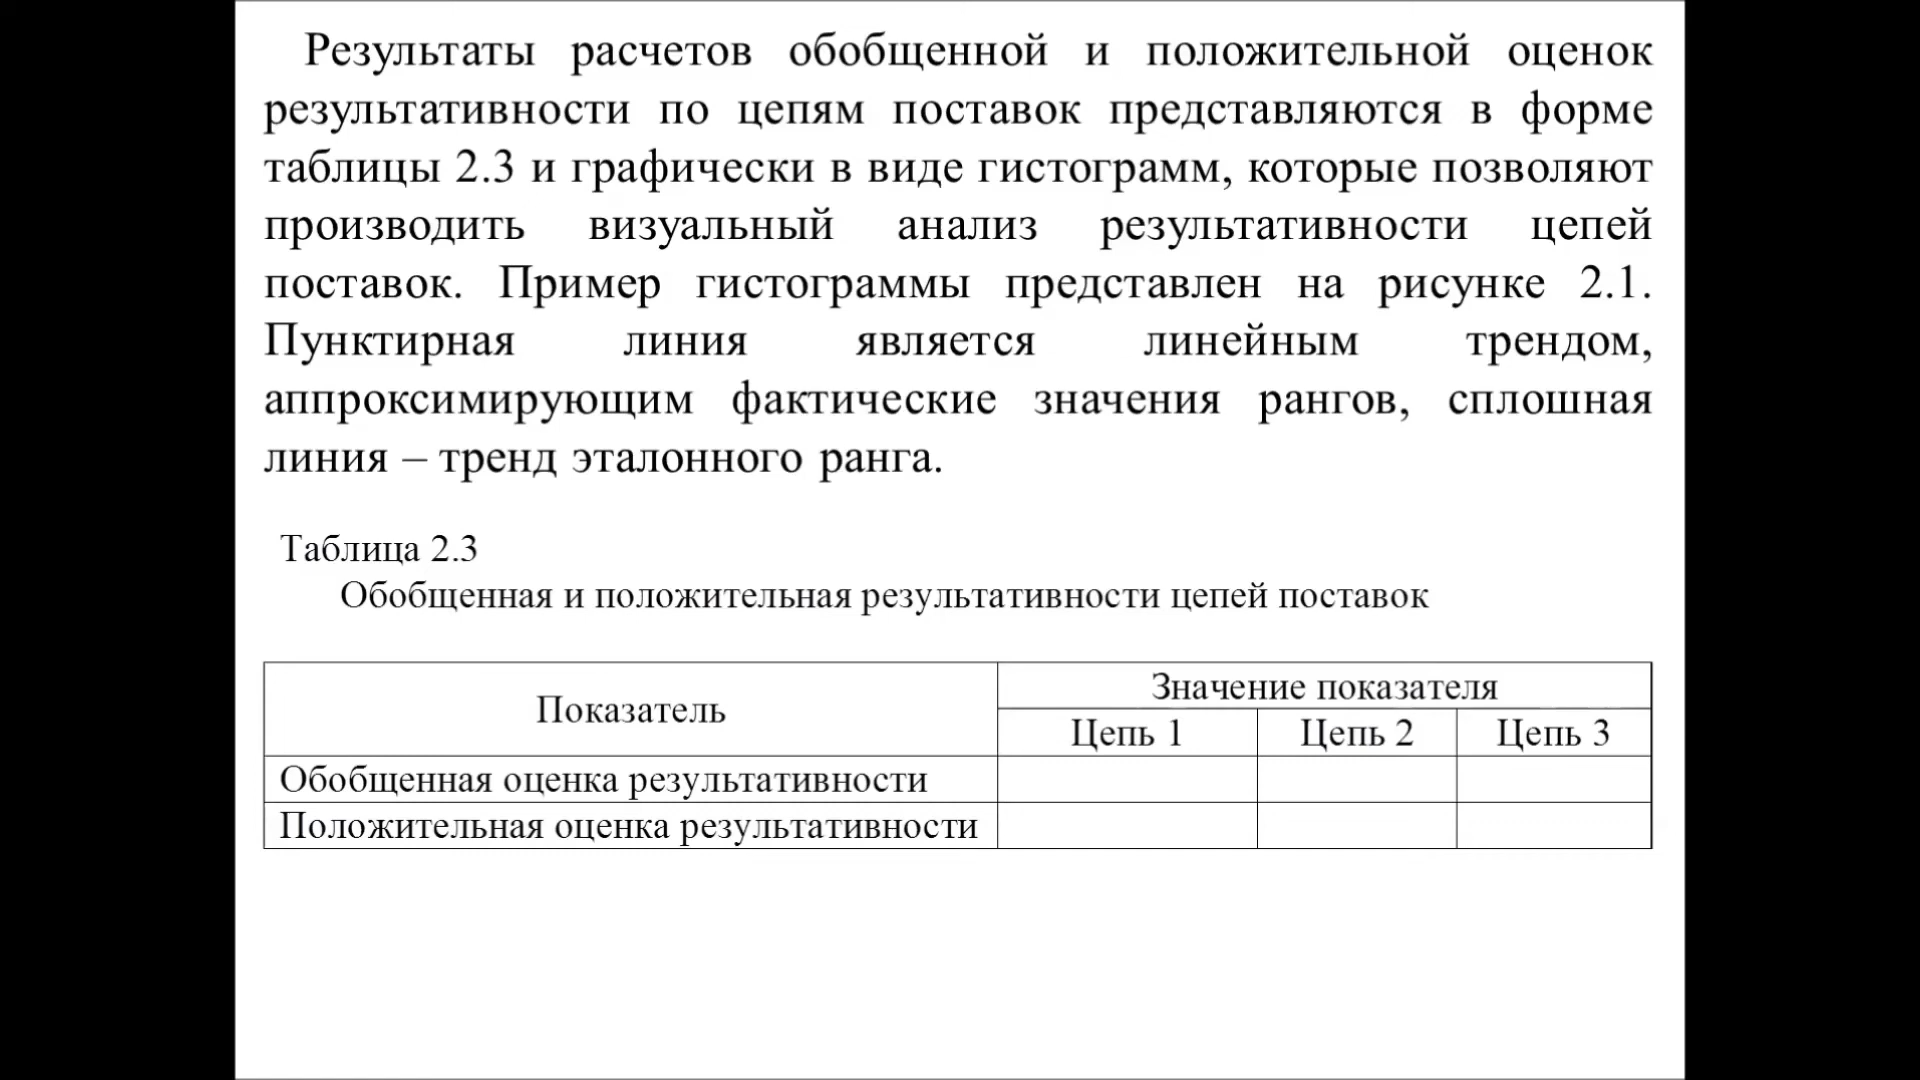 Результаты расчетов обобщенной и положительной оценок
результативности по цепям поставок представляются в форме
таблицы 2.3 и графически в виде гистограмм, которые позволяют
производить визуальный анализ результативности цепей
поставок. Пример гистограммы представлен на рисунке 2.1.
Пунктирная линия является линейным трендом,
аппроксимирующим фактические значения рангов, сплошная
линия – тренд эталонного ранга.
Таблица 2.3
Обобщенная и положительная результативности цепей поставок
Показатель
Значение показателя
Цепь 1 Цепь 2 Цепь 3
Обобщенная оценка результативности
Положительная оценка результативности